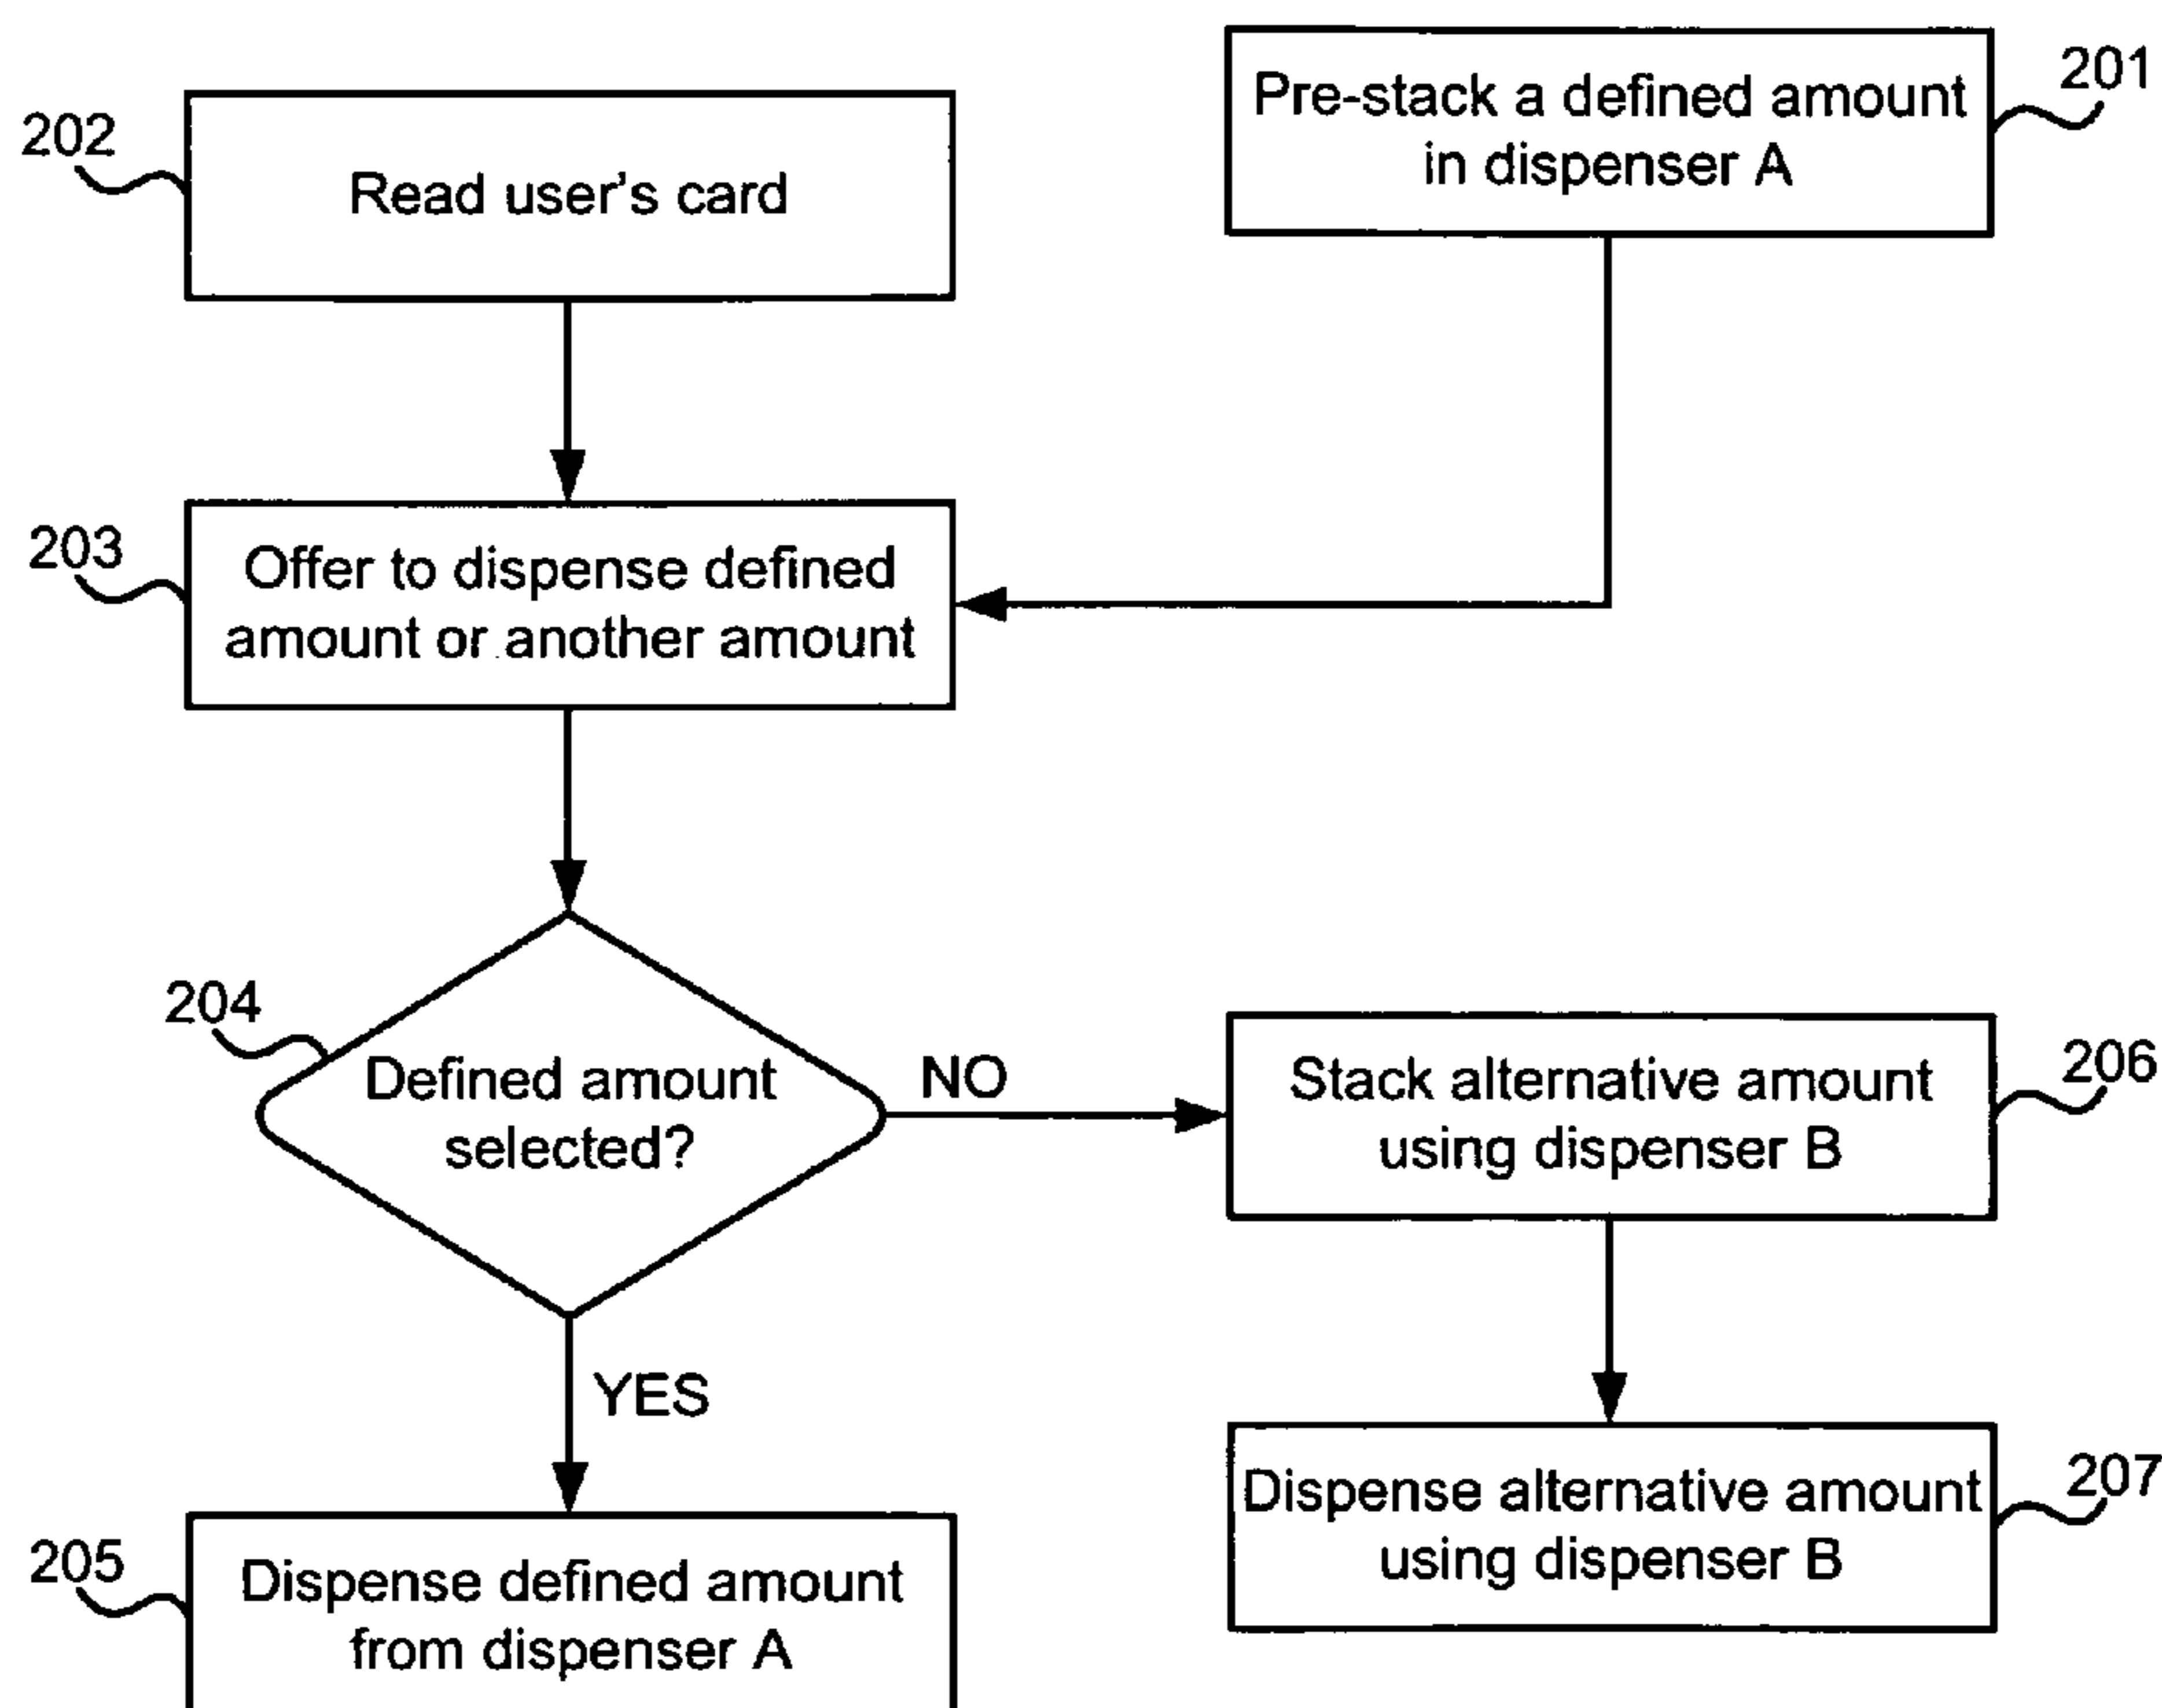 201
Pre-stack a defined amount
in dispenser A
202
Read user's card
203
Offer to dispense defined
amount or another amount
204
Defined amount
selected?
NO
YES
206
Stack alternative amount
using dispenser B
205
Dispense defined amount
from dispenser A
207
Dispense alternative amount
using dispenser B